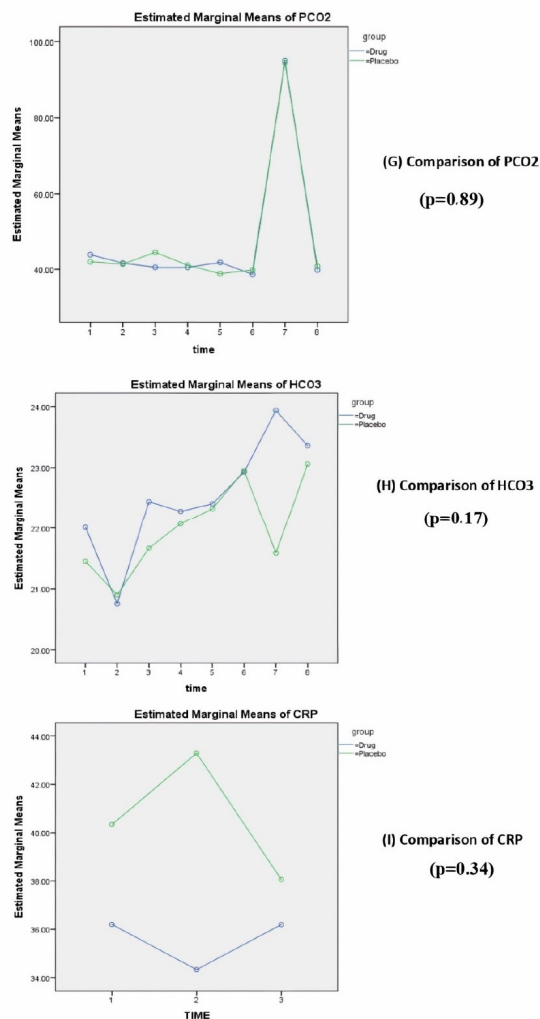 Estimated Marginal Means of PCO2
group
=Drug
=Placebo
100.00
80.00
60.00
40.00
Estimated Marginal Means
1 2 3 4 5 6 7 8
time
(G) Comparison of PCO2
(p=0.89)
Estimated Marginal Means of HCO3
group
=Drug
=Placebo
24.00
23.00
22.00
21.00
20.00
Estimated Marginal Means
1 2 3 4 5 6 7 8
time
(H) Comparison of HCO3
(p=0.17)
Estimated Marginal Means of CRP
group
=Drug
=Placebo
44.00
42.00
40.00
38.00
36.00
34.00
Estimated Marginal Means
1 2 3
TIME
(I) Comparison of CRP
(p=0.34)